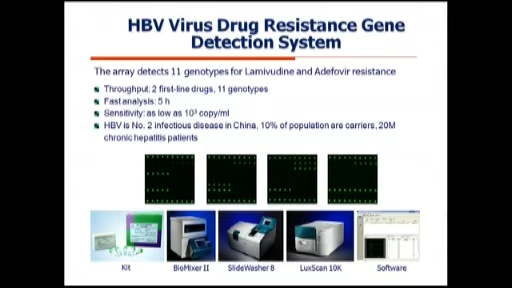 HBV Virus Drug Resistance Gene
Detection System
The array detects 11 genotypes for Lamivudine and Adefovir resistance
Throughput: 2 first-line drugs, 11 genotypes
Fast analysis: 5 h
Sensitivity: as low as 10³ copy/ml
HBV is No. 2 infectious disease in China, 10% of population are carriers, 20M
chronic hepatitis patients
Kit BioMixer II SlideWasher 8 LuxScan 10K Software